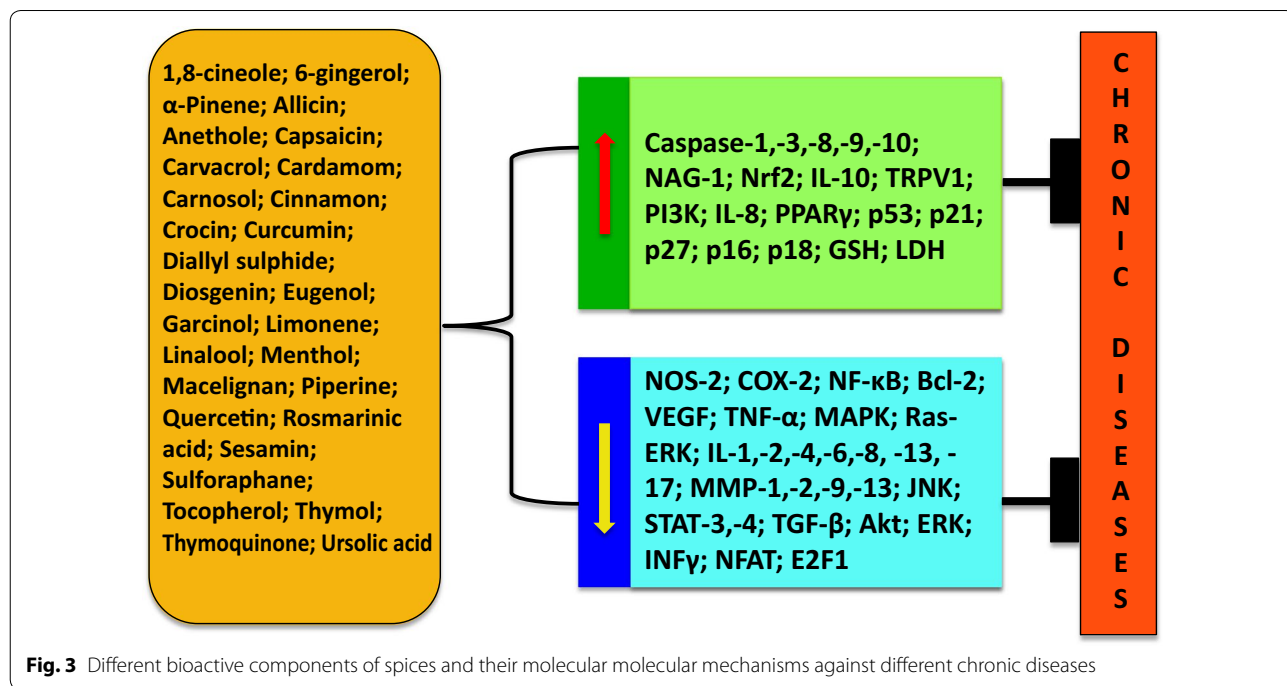 1,8-cineole; 6-gingerol;
α-Pinene; Allicin;
Anethole; Capsaicin;
Carvacrol; Cardamom;
Carnosol; Cinnamon;
Crocin; Curcumin;
Diallyl sulphide;
Diosgenin; Eugenol;
Garcinol; Limonene;
Linalool; Menthol;
Macelignan; Piperine;
Quercetin; Rosmarinic
acid; Sesamin;
Sulforaphane;
Tocopherol; Thymol;
Thymoquinone; Ursolic acid
Caspase-1,-3,-8,-9,-10;
NAG-1; Nrf2; IL-10; TRPV1;
PI3K; IL-8; PPARγ; p53; p21;
p27; p16; p18; GSH; LDH
NOS-2; COX-2; NF-κB; Bcl-2;
VEGF; TNF-α; MAPK; Ras-
ERK; IL-1,-2,-4,-6,-8, -13, -
17; MMP-1,-2,-9,-13; JNK;
STAT-3,-4; TGF-β; Akt; ERK;
INFγ; NFAT; E2F1
CHRONIC DISEASES
Fig. 3 Different bioactive components of spices and their molecular molecular mechanisms against different chronic diseases